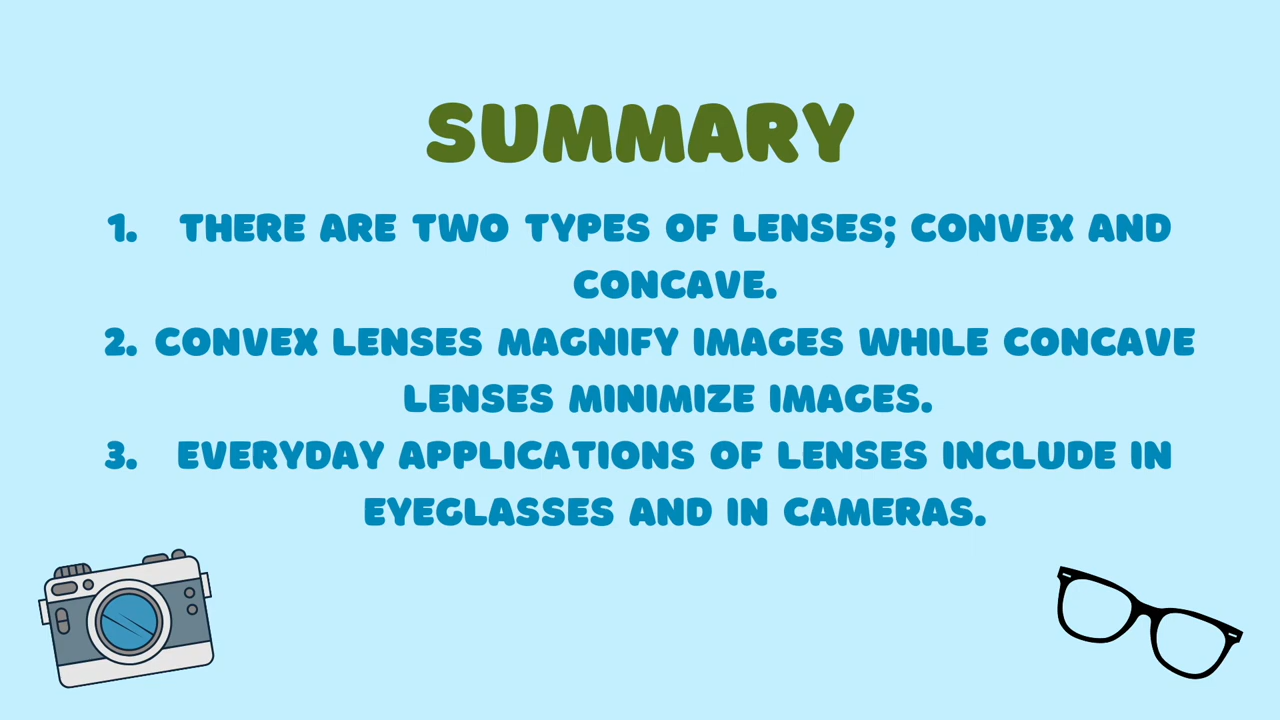 SUMMARY
1. THERE ARE TWO TYPES OF LENSES; CONVEX AND
CONCAVE.
2. CONVEX LENSES MAGNIFY IMAGES WHILE CONCAVE
LENSES MINIMIZE IMAGES.
3. EVERYDAY APPLICATIONS OF LENSES INCLUDE IN
EYEGLASSES AND IN CAMERAS.